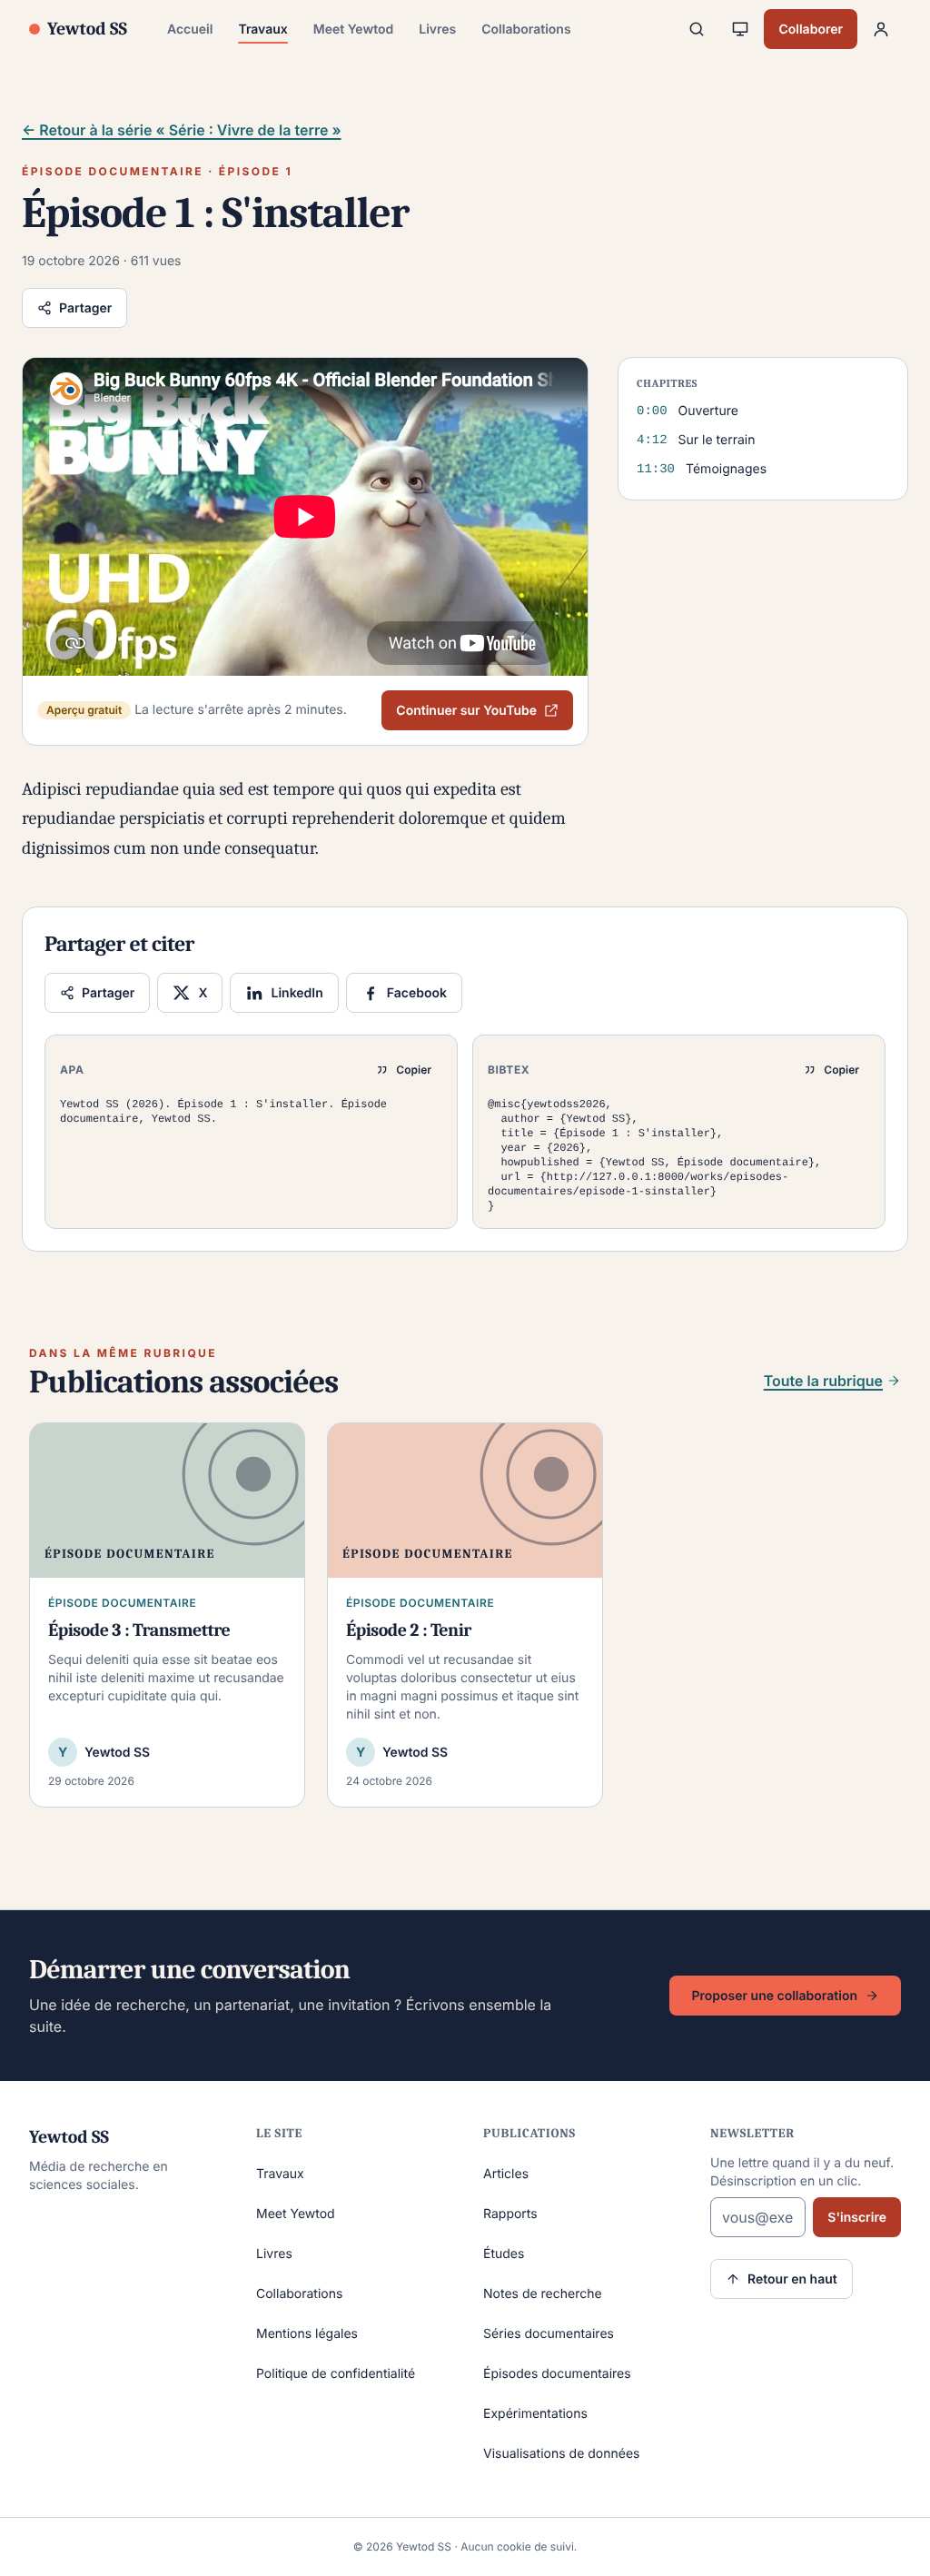 Yewtod SS
Accueil
Travaux
Meet Yewtod
Livres
Collaborations
Collaborer
← Retour à la série « Série : Vivre de la terre »
ÉPISODE DOCUMENTAIRE · ÉPISODE 1
Épisode 1 : S'installer
19 octobre 2026 · 611 vues
Partager
Big Buck Bunny 60fps 4K - Official Blender Foundation
Blender
Big Buck
BUNNY
UHD
60fps
Watch on YouTube
Aperçu gratuit La lecture s'arrête après 2 minutes.
Continuer sur YouTube
CHAPITRES
0:00 Ouverture
4:12 Sur le terrain
11:30 Témoignages
Adipisci repudiandae quia sed est tempore qui quos qui expedita est
repudiandae perspiciatis et corrupti reprehenderit doloremque et quidem
dignissimos cum non unde consequatur.
Partager et citer
Partager
X
LinkedIn
Facebook
APA
Copier
Yewtod SS (2026). Épisode 1 : S'installer. Épisode
documentaire, Yewtod SS.
BIBTEX
Copier
@misc{yewtodss2026,
author = {Yewtod SS},
title = {Épisode 1 : S'installer},
year = {2026},
howpublished = {Yewtod SS, Épisode documentaire},
url = {http://127.0.0.1:8000/works/episodes-
documentaires/episode-1-sinstaller}
}
DANS LA MÊME RUBRIQUE
Publications associées
Toute la rubrique →
ÉPISODE DOCUMENTAIRE
ÉPISODE DOCUMENTAIRE
Épisode 3 : Transmettre
Sequi deleniti quia esse sit beatae eos
nihil iste deleniti maxime ut recusandae
excepturi cupiditate quia qui.
Y Yewtod SS
29 octobre 2026
ÉPISODE DOCUMENTAIRE
ÉPISODE DOCUMENTAIRE
Épisode 2 : Tenir
Commodi vel ut recusandae sit
voluptas doloribus consectetur ut eius
in magni magni possimus et itaque sint
nihil sint et non.
Y Yewtod SS
24 octobre 2026
Démarrer une conversation
Une idée de recherche, un partenariat, une invitation ? Écrivons ensemble la
suite.
Proposer une collaboration →
Yewtod SS
Média de recherche en
sciences sociales.
LE SITE
Travaux
Meet Yewtod
Livres
Collaborations
Mentions légales
Politique de confidentialité
PUBLICATIONS
Articles
Rapports
Études
Notes de recherche
Séries documentaires
Épisodes documentaires
Expérimentations
Visualisations de données
NEWSLETTER
Une lettre quand il y a du neuf.
Désinscription en un clic.
vous@exe
S'inscrire
↑ Retour en haut
© 2026 Yewtod SS · Aucun cookie de suivi.